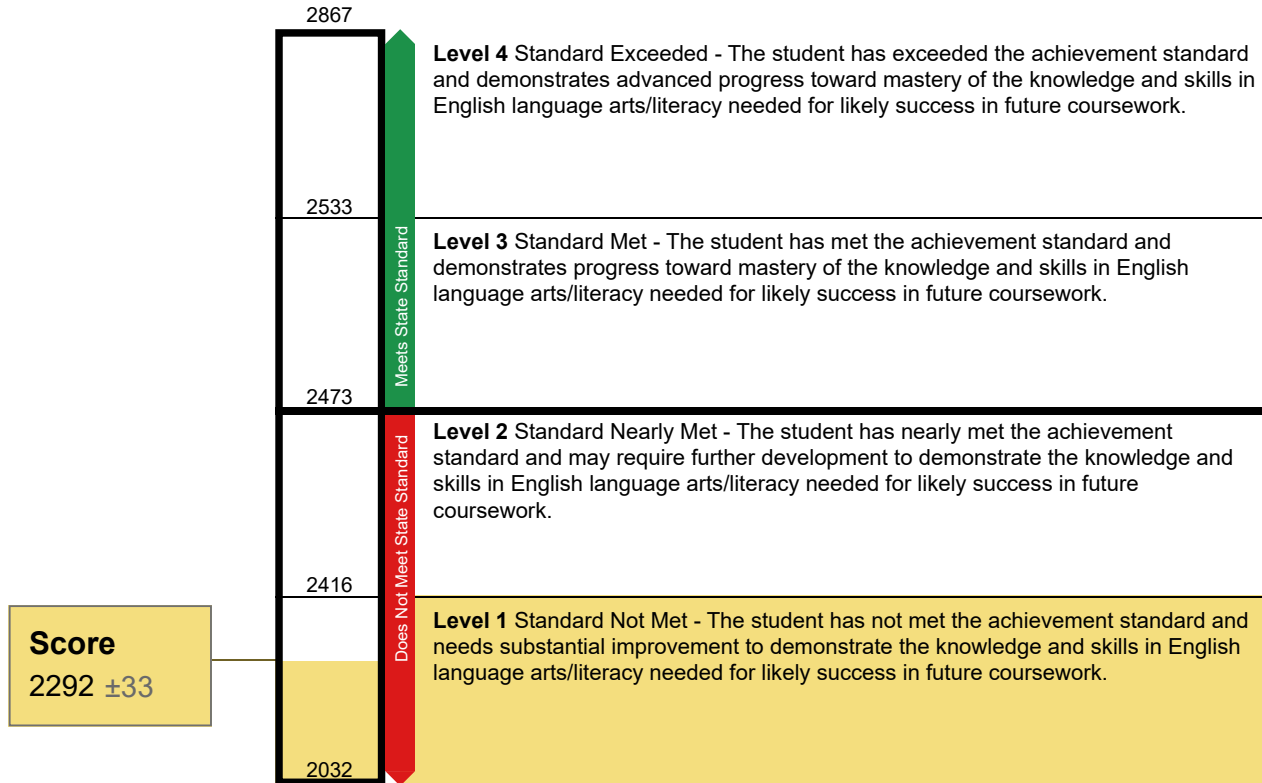 2867
Level 4 Standard Exceeded - The student has exceeded the achievement standard
and demonstrates advanced progress toward mastery of the knowledge and skills in
English language arts/literacy needed for likely success in future coursework.
2533
Level 3 Standard Met - The student has met the achievement standard and
demonstrates progress toward mastery of the knowledge and skills in English
language arts/literacy needed for likely success in future coursework.
Meets State Standard
2473
Level 2 Standard Nearly Met - The student has nearly met the achievement
standard and may require further development to demonstrate the knowledge and
skills in English language arts/literacy needed for likely success in future
coursework.
Does Not Meet State Standard
2416
Level 1 Standard Not Met - The student has not met the achievement standard and
needs substantial improvement to demonstrate the knowledge and skills in English
language arts/literacy needed for likely success in future coursework.
Score
2292 ±33
2032